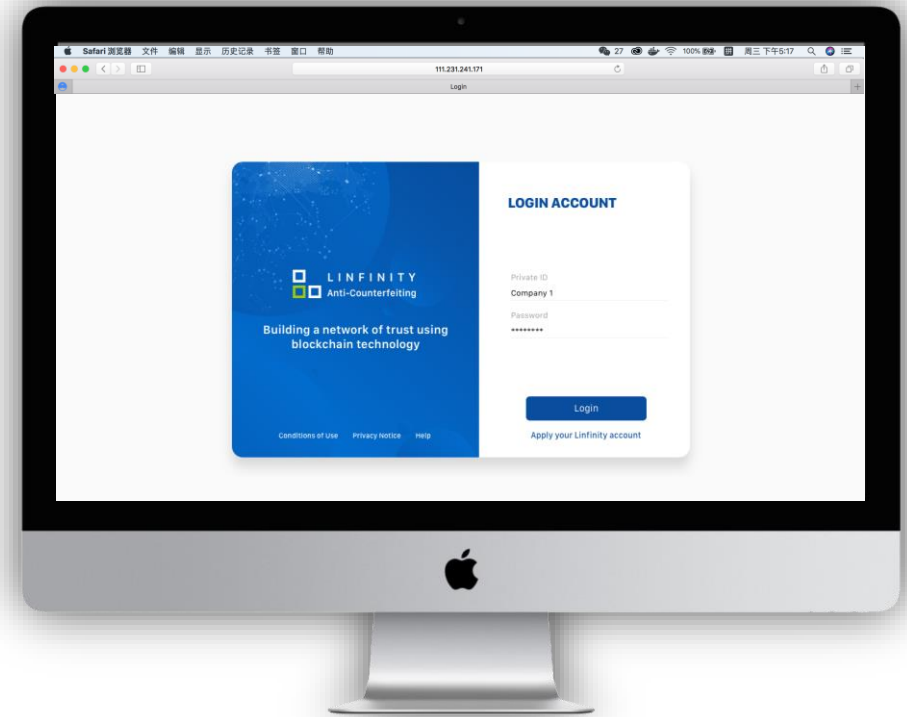 Safari 浏览器 文件 编辑 显示 历史记录 书签 窗口 帮助 27 100% 周三 下午5:17
111.231.241.171
Login
LOGIN ACCOUNT
LINFINITY
Anti-Counterfeiting
Building a network of trust using
blockchain technology
Conditions of Use Privacy Notice Help
Private ID
Company 1
Password
********
Login
Apply your Linfinity account